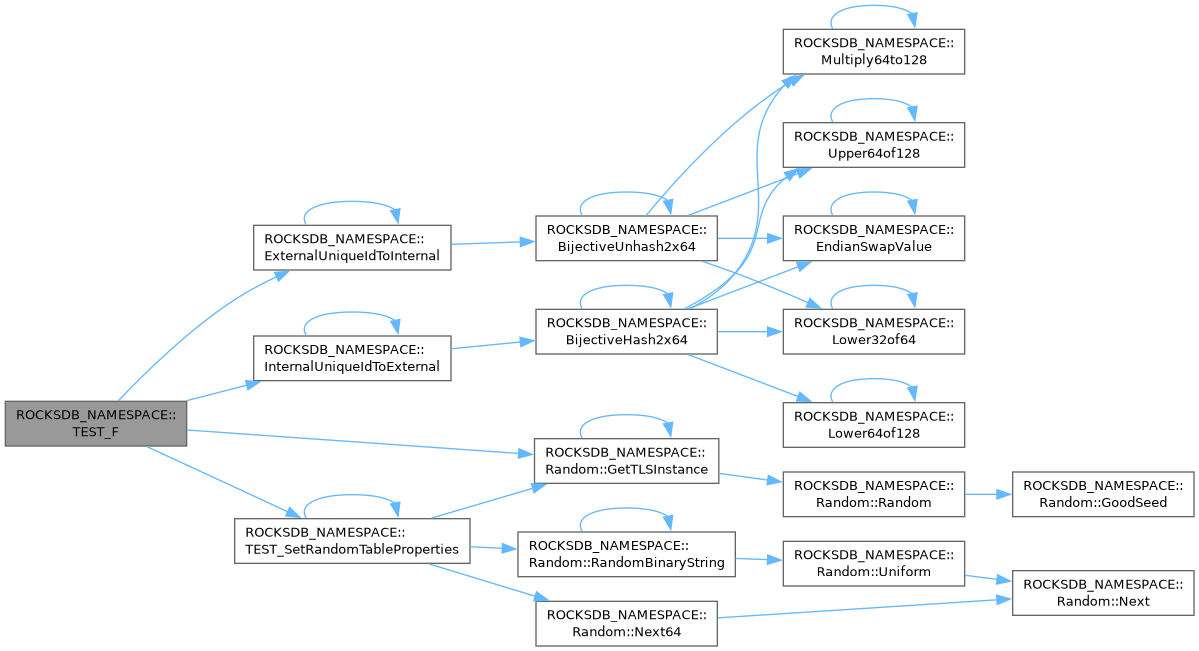 ROCKSDB_NAMESPACE::
TEST_F
ROCKSDB_NAMESPACE::
ExternalUniqueIdToInternal
ROCKSDB_NAMESPACE::
InternalUniqueIdToExternal
ROCKSDB_NAMESPACE::
TEST_SetRandomTableProperties
ROCKSDB_NAMESPACE::
BijectiveUnhash2x64
ROCKSDB_NAMESPACE::
BijectiveHash2x64
ROCKSDB_NAMESPACE::
Random::GetTLSInstance
ROCKSDB_NAMESPACE::
Random::RandomBinaryString
ROCKSDB_NAMESPACE::
Random::Next64
ROCKSDB_NAMESPACE::
Multiply64to128
ROCKSDB_NAMESPACE::
Upper64of128
ROCKSDB_NAMESPACE::
EndianSwapValue
ROCKSDB_NAMESPACE::
Lower32of64
ROCKSDB_NAMESPACE::
Lower64of128
ROCKSDB_NAMESPACE::
Random::Random
ROCKSDB_NAMESPACE::
Random::Uniform
ROCKSDB_NAMESPACE::
Random::GoodSeed
ROCKSDB_NAMESPACE::
Random::Next